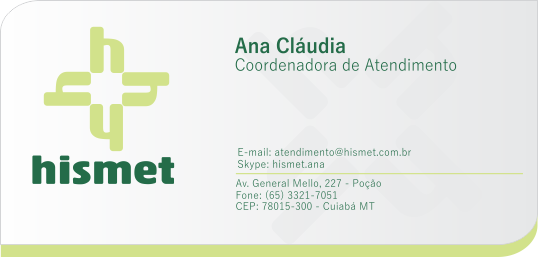 Ana Cláudia
Coordenadora de Atendimento
hismet
E-mail: atendimento@hismet.com.br
Skype: hismet.ana
Av. General Mello, 227 - Poção
Fone: (65) 3321-7051
CEP: 78015-300 - Cuiabá MT